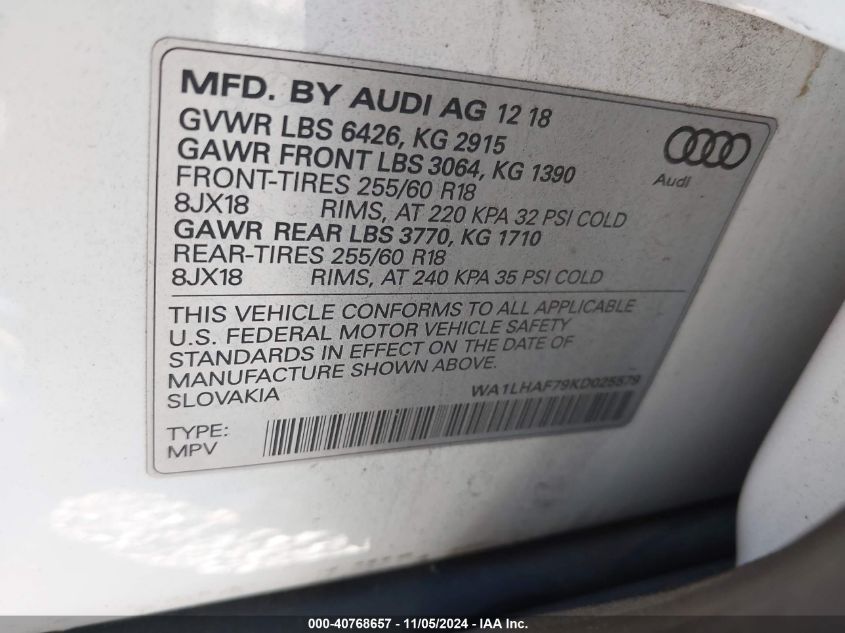 MFD. BY AUDI AG 12 18
GVWR LBS 6426, KG 2915
GAWR FRONT LBS 3064, KG 1390
FRONT-TIRES 255/60 R18
8JX18 RIMS, AT 220 KPA 32 PSI COLD
GAWR REAR LBS 3770, KG 1710
REAR-TIRES 255/60 R18
8JX18 RIMS, AT 240 KPA 35 PSI COLD
Audi
THIS VEHICLE CONFORMS TO ALL APPLICABLE
U.S. FEDERAL MOTOR VEHICLE SAFETY
STANDARDS IN EFFECT ON THE DATE OF
MANUFACTURE SHOWN ABOVE.
SLOVAKIA
WA1LHAF79KD025579
TYPE:
MPV
000-40768657 - 11/05/2024 - IAA Inc.